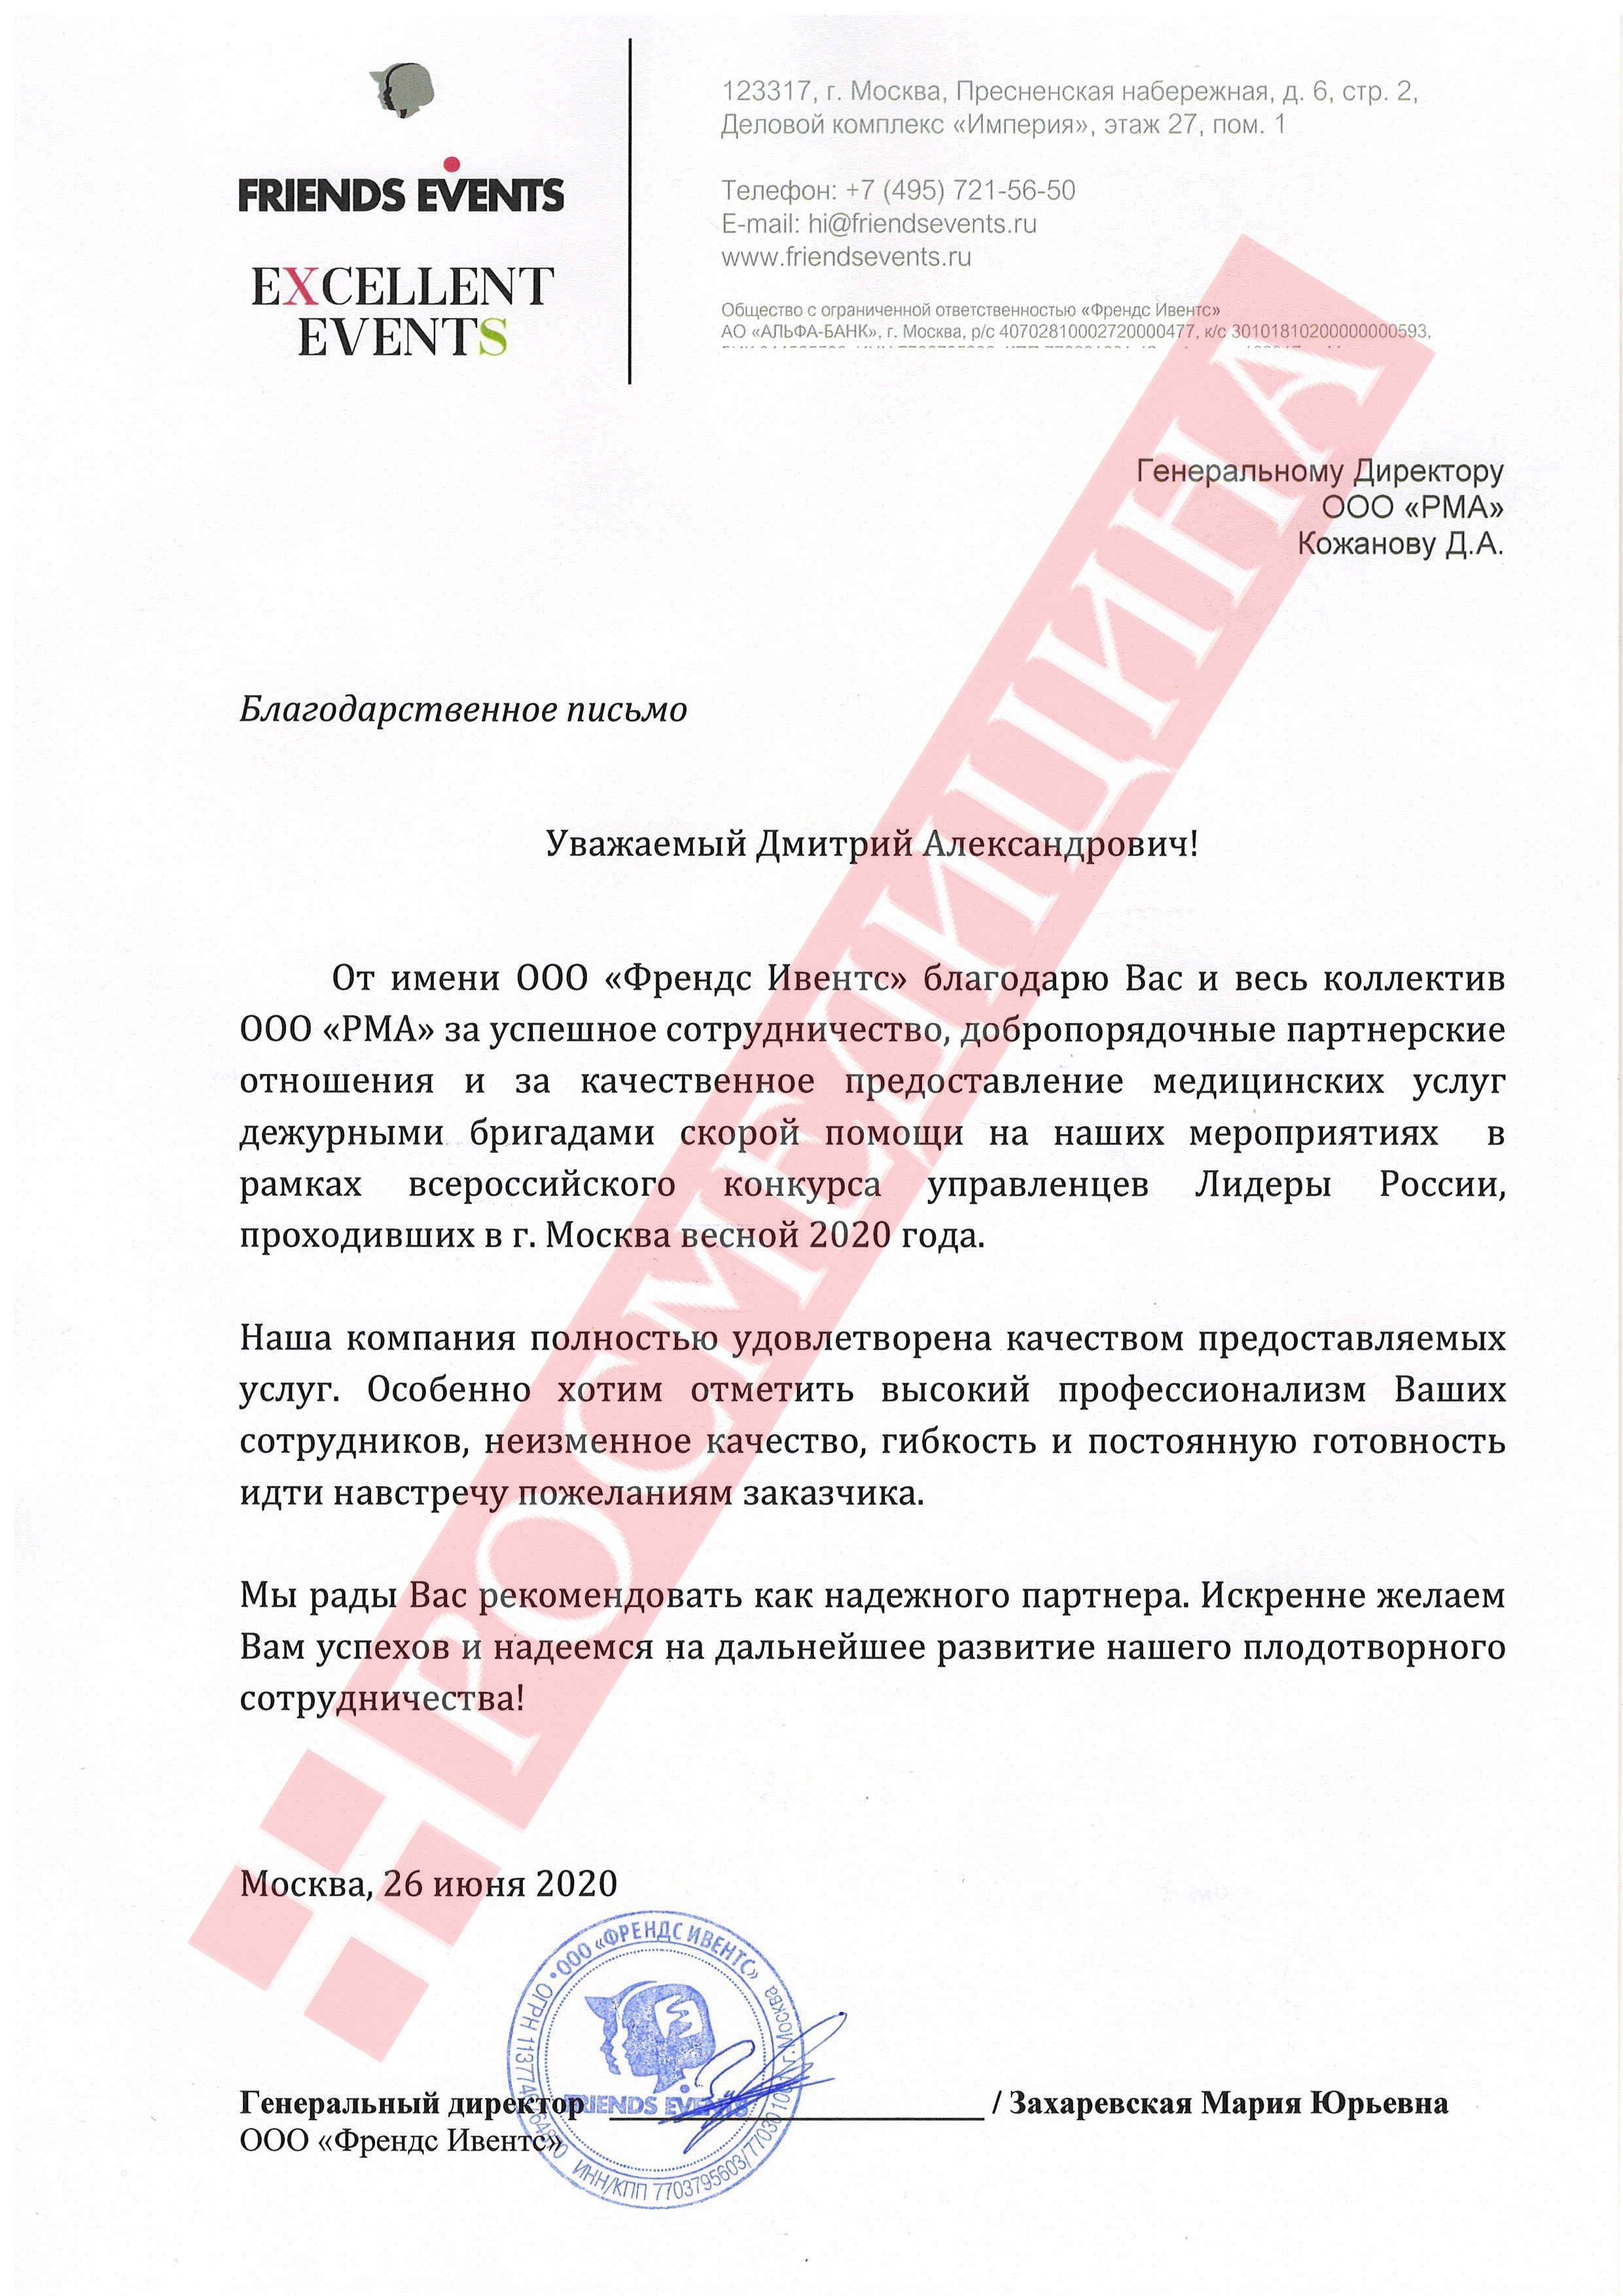 FRIENDS EVENTS
EXCELLENT
EVENTS
123317, г. Москва, Пресненская набережная, д. 6, стр. 2,
Деловой комплекс «Империя», этаж 27, пом. 1
Телефон: +7 (495) 721-56-50
E-mail: hi@friendsevents.ru
www.friendsevents.ru
Общество с ограниченной ответственностью «Френдс Ивентс»
АО «АЛЬФА-БАНК», г. Москва, р/с 40702810002720000477, к/с 30101810200000000593,
Генеральному Директору
ООО «РМА»
Кожанову Д.А.
Благодарственное письмо
Уважаемый Дмитрий Александрович!
От имени ООО «Френдс Ивентс» благодарю Вас и весь коллектив
ООО «РМА» за успешное сотрудничество, добропорядочные партнерские
отношения и за качественное предоставление медицинских услуг
дежурными бригадами скорой помощи на наших мероприятиях в
рамках всероссийского конкурса управленцев Лидеры России,
проходивших в г. Москва весной 2020 года.
Наша компания полностью удовлетворена качеством предоставляемых
услуг. Особенно хотим отметить высокий профессионализм Ваших
сотрудников, неизменное качество, гибкость и постоянную готовность
идти навстречу пожеланиям заказчика.
Мы рады Вас рекомендовать как надежного партнера. Искренне желаем
Вам успехов и надеемся на дальнейшее развитие нашего плодотворного
сотрудничества!
РОСМЕДИЦИНА
Москва, 26 июня 2020
ООО «ФРЕНДС ИВЕНТС»
г. Москва
ОГРН
ИНН/КПП 7703795603/
FRIENDS EVENTS
Генеральный директор / Захаревская Мария Юрьевна
ООО «Френдс Ивентс»